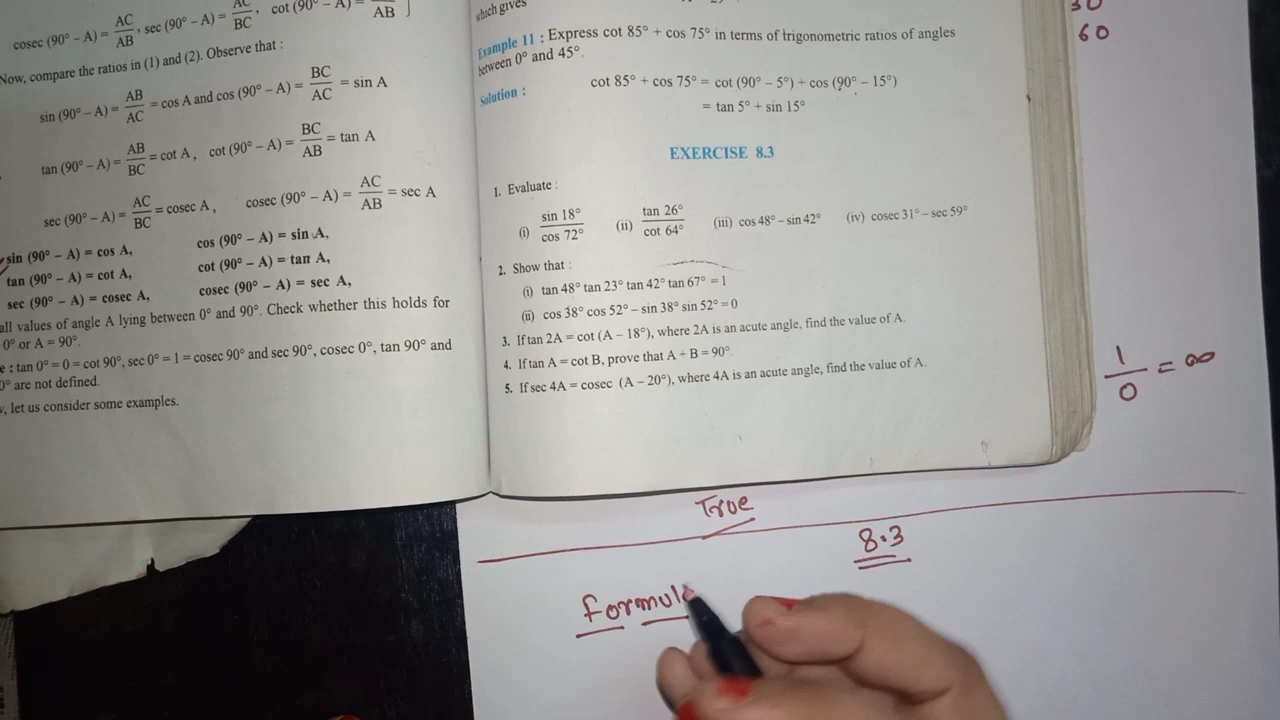 cosec (90° – A) = AC/AB, sec (90° – A) = AC/BC, cot (90° – A) = /AB ]
Now, compare the ratios in (1) and (2). Observe that :
sin (90° – A) = AB/AC = cos A and cos (90° – A) = BC/AC = sin A
tan (90° – A) = AB/BC = cot A, cot (90° – A) = BC/AB = tan A
sec (90° – A) = AC/BC = cosec A, cosec (90° – A) = AC/AB = sec A
sin (90° – A) = cos A, cos (90° – A) = sin A,
tan (90° – A) = cot A, cot (90° – A) = tan A,
sec (90° – A) = cosec A, cosec (90° – A) = sec A,
all values of angle A lying between 0° and 90°. Check whether this holds for
0° or A = 90°.
: tan 0° = 0 = cot 90°, sec 0° = 1 = cosec 90° and sec 90°, cosec 0°, tan 90° and
0° are not defined.
, let us consider some examples.
which gives
Example 11 : Express cot 85° + cos 75° in terms of trigonometric ratios of angles
between 0° and 45°.
Solution : cot 85° + cos 75° = cot (90° – 5°) + cos (90° – 15°)
= tan 5° + sin 15°
EXERCISE 8.3
1. Evaluate :
(i) sin 18°/cos 72° (ii) tan 26°/cot 64° (iii) cos 48° – sin 42° (iv) cosec 31° – sec 59°
2. Show that :
(i) tan 48° tan 23° tan 42° tan 67° = 1
(ii) cos 38° cos 52° – sin 38° sin 52° = 0
3. If tan 2A = cot (A – 18°), where 2A is an acute angle, find the value of A.
4. If tan A = cot B, prove that A + B = 90°.
5. If sec 4A = cosec (A – 20°), where 4A is an acute angle, find the value of A.
60
1/0 = ∞
True
8.3
Formula